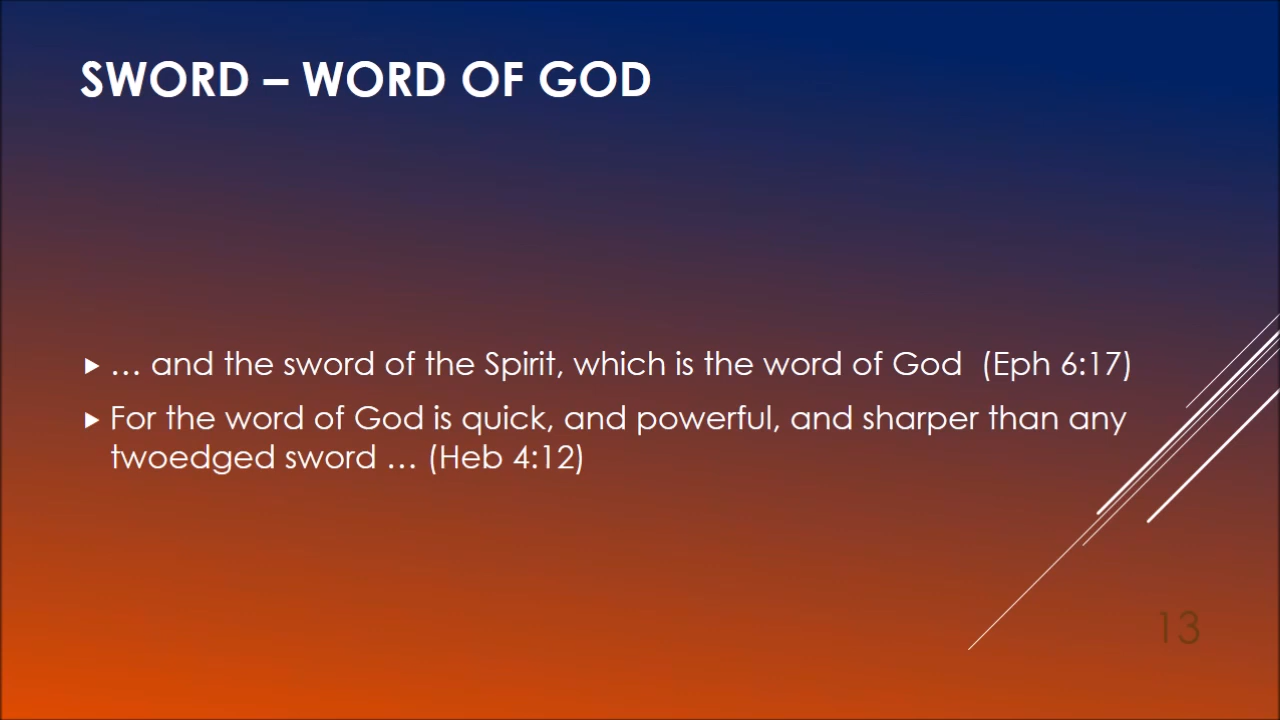 SWORD – WORD OF GOD
… and the sword of the Spirit, which is the word of God (Eph 6:17)
For the word of God is quick, and powerful, and sharper than any
twoedged sword … (Heb 4:12)
13